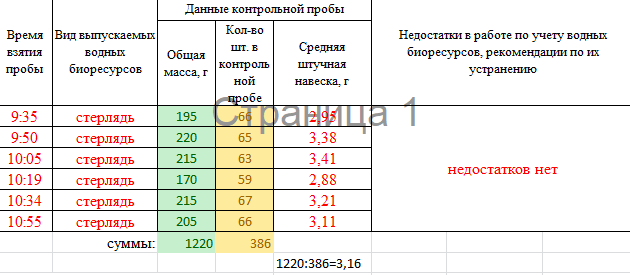 Данные контрольной пробы
Время взятия пробы
Вид выпускаемых водных биоресурсов
Общая масса, г
Кол-во шт. в контроль ной пробе
Средняя штучная навеска, г
Недостатки в работе по учету водных биоресурсов, рекомендации по их устранению
9:35 стерлядь 195 66 2,95
9:50 стерлядь 220 65 3,38
10:05 стерлядь 215 63 3,41
10:19 стерлядь 170 59 2,88
10:34 стерлядь 215 67 3,21
10:55 стерлядь 205 66 3,11
недостатков нет
Страница 1
суммы: 1220 386
1220:386=3,16